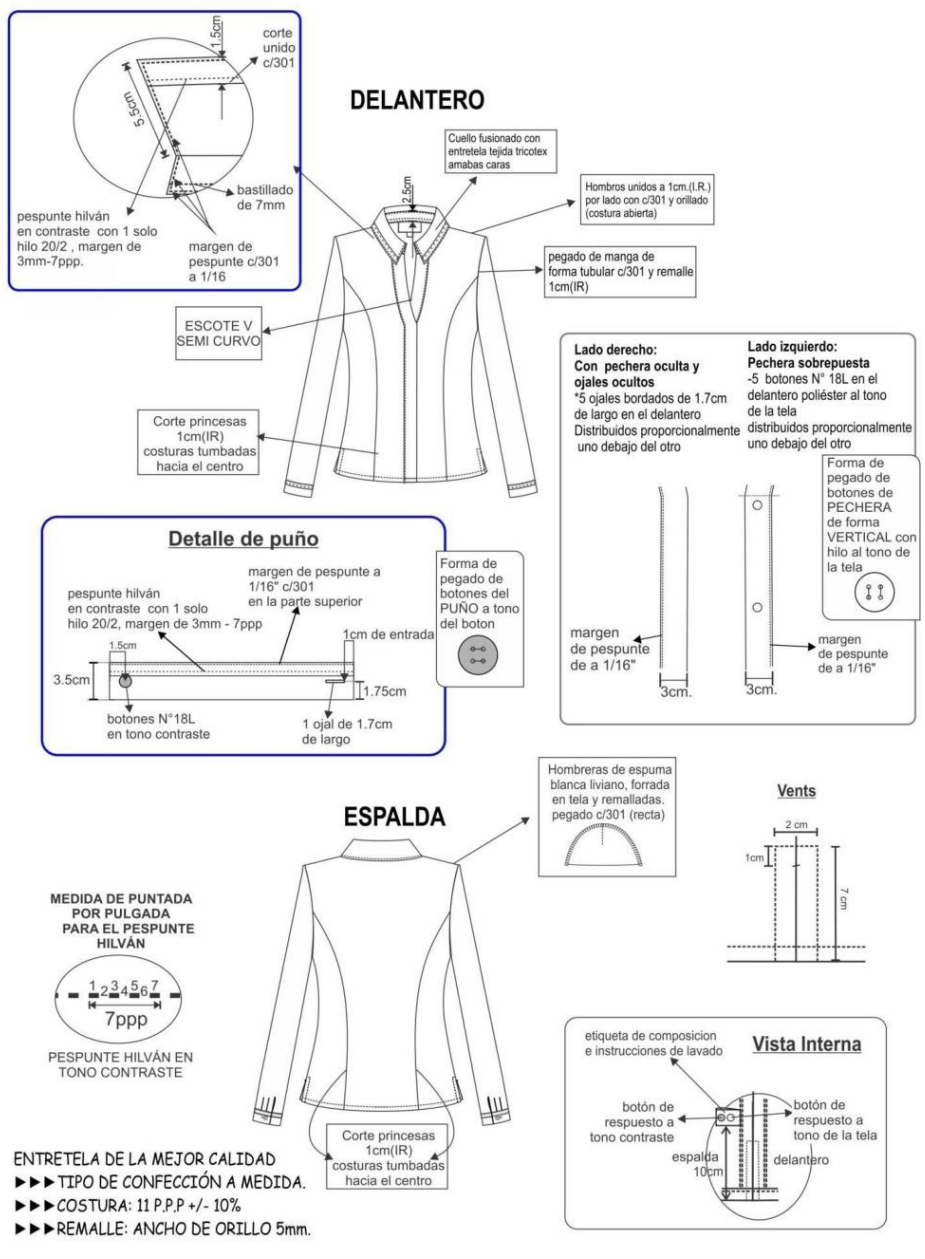 1.5cm
corte
unido
c/301
5.5cm
bastillado
de 7mm
pespunte hilván
en contraste con 1 solo
hilo 20/2 , margen de
3mm-7ppp.
margen de
pespunte c/301
a 1/16
DELANTERO
Cuello fusionado con
entretela tejida tricotex
amabas caras
2.5cm
Hombros unidos a 1cm.(I.R.)
por lado con c/301 y orillado
(costura abierta)
pegado de manga de
forma tubular c/301 y remalle
1cm(IR)
ESCOTE V
SEMI CURVO
Corte princesas
1cm(IR)
costuras tumbadas
hacia el centro
Lado derecho:
Con pechera oculta y
ojales ocultos
*5 ojales bordados de 1.7cm
de largo en el delantero
Distribuidos proporcionalmente
uno debajo del otro
Lado izquierdo:
Pechera sobrepuesta
-5 botones N° 18L en el
delantero poliéster al tono
de la tela
distribuidos proporcionalmente
uno debajo del otro
Forma de
pegado de
botones de
PECHERA
de forma
VERTICAL con
hilo al tono de
la tela
margen
de pespunte
de a 1/16"
3cm.
3cm.
margen
de pespunte
de a 1/16"
Detalle de puño
pespunte hilván
en contraste con 1 solo
hilo 20/2, margen de 3mm - 7ppp
margen de pespunte a
1/16" c/301
en la parte superior
1cm de entrada
1.5cm
3.5cm
1.75cm
botones N°18L
en tono contraste
1 ojal de 1.7cm
de largo
Forma de
pegado de
botones del
PUÑO a tono
del boton
Hombreras de espuma
blanca liviano, forrada
en tela y remalladas.
pegado c/301 (recta)
Vents
2 cm
1cm
7 cm
ESPALDA
MEDIDA DE PUNTADA
POR PULGADA
PARA EL PESPUNTE
HILVÁN
1 2 3 4 5 6 7
7ppp
PESPUNTE HILVÁN EN
TONO CONTRASTE
Corte princesas
1cm(IR)
costuras tumbadas
hacia el centro
etiqueta de composicion
e instrucciones de lavado
Vista Interna
botón de
respuesto a
tono contraste
botón de
respuesto a
tono de la tela
espalda
10cm
delantero
ENTRETELA DE LA MEJOR CALIDAD
►►►TIPO DE CONFECCIÓN A MEDIDA.
►►►COSTURA: 11 P.P.P +/- 10%
►►►REMALLE: ANCHO DE ORILLO 5mm.